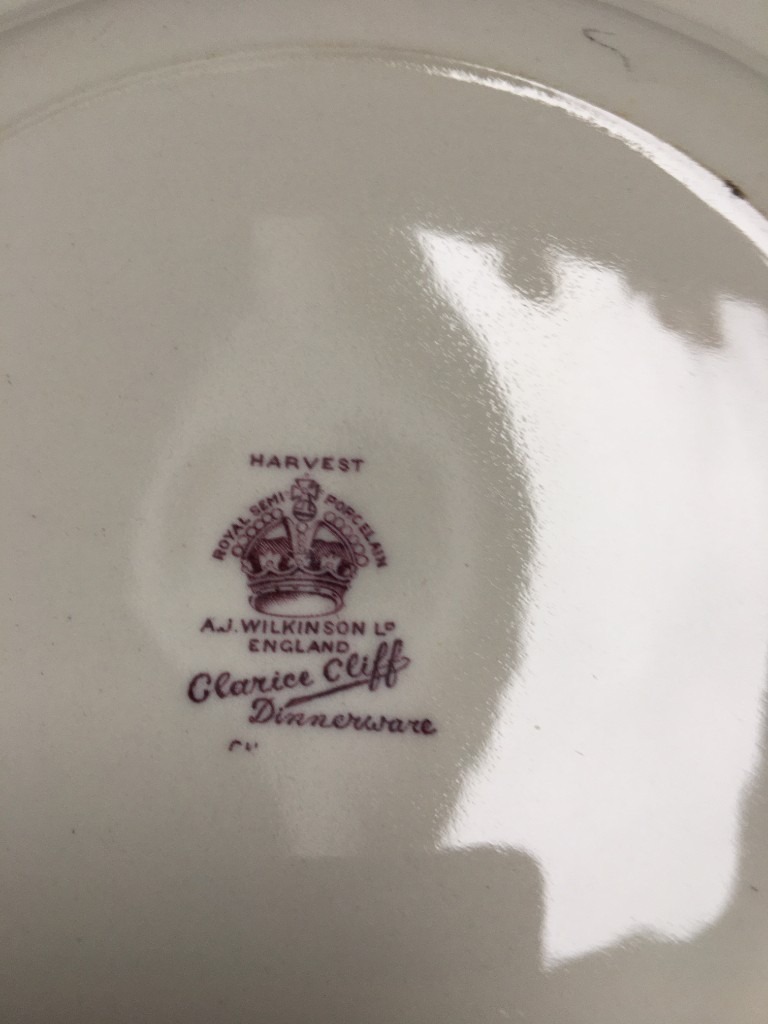 HARVEST
ROYAL SEMI PORCELAIN
A.J. WILKINSON Lᴰ
ENGLAND
Clarice Cliff
Dinnerware